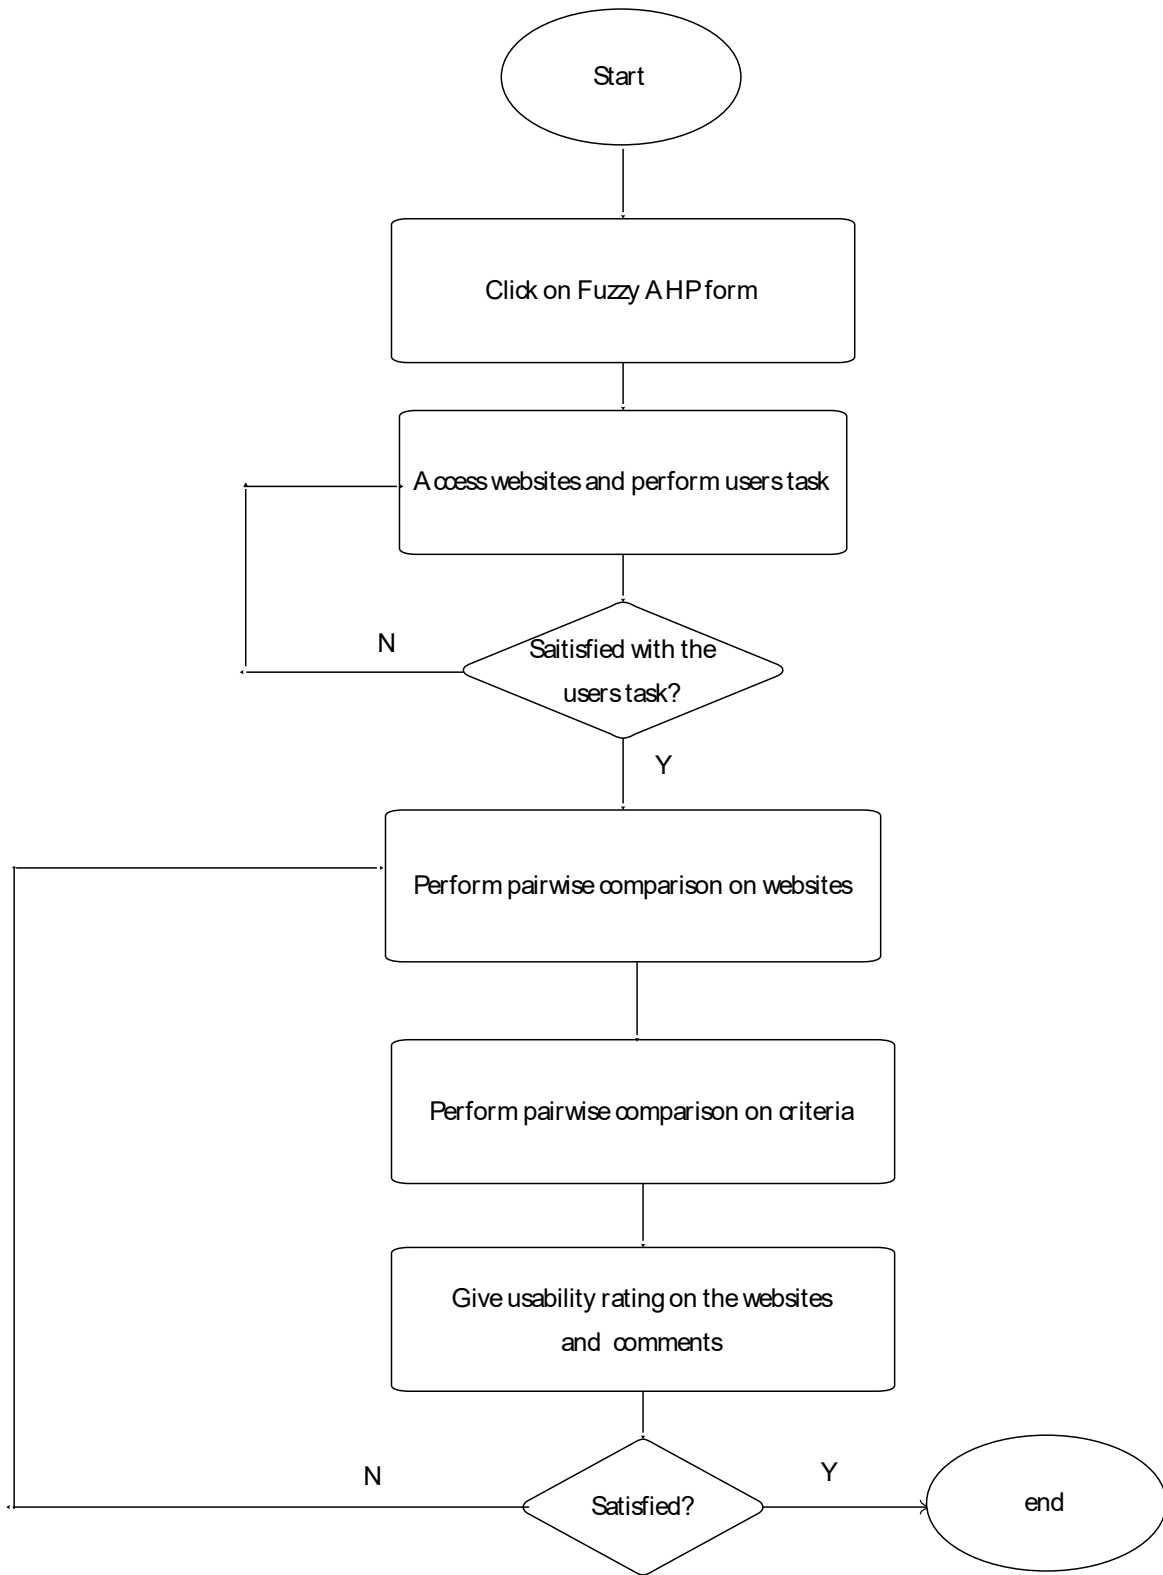 Start
Click on Fuzzy AHP form
Access websites and perform users task
N
Saitisfied with the
users task?
Y
Perform pairwise comparison on websites
Perform pairwise comparison on criteria
Give usability rating on the websites
and comments
N
Satisfied?
Y
end